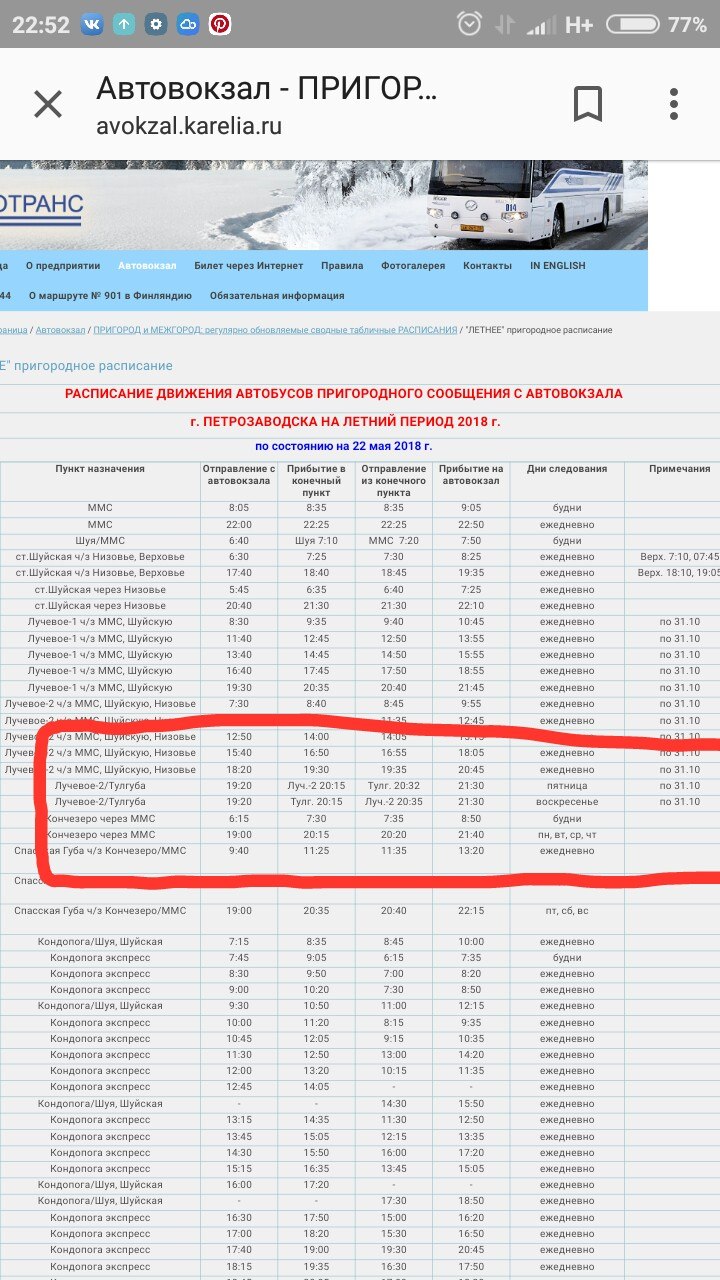 22:52 H+ 77%
Автовокзал - ПРИГОР...
avokzal.karelia.ru
ОТРАНС
014
О предприятии Автовокзал Билет через Интернет Правила Фотогалерея Контакты IN ENGLISH
44 О маршруте № 901 в Финляндию Обязательная информация
раница / Автовокзал / ПРИГОРОД и МЕЖГОРОД: регулярно обновляемые сводные табличные РАСПИСАНИЯ / "ЛЕТНЕЕ" пригородное расписание
Е" пригородное расписание
РАСПИСАНИЕ ДВИЖЕНИЯ АВТОБУСОВ ПРИГОРОДНОГО СООБЩЕНИЯ С АВТОВОКЗАЛА
г. ПЕТРОЗАВОДСКА НА ЛЕТНИЙ ПЕРИОД 2018 г.
по состоянию на 22 мая 2018 г.
Пункт назначения Отправление с автовокзала Прибытие в конечный пункт Отправление из конечного пункта Прибытие на автовокзал Дни следования Примечания
ММС 8:05 8:35 8:35 9:05 будни
ММС 22:00 22:25 22:25 22:50 ежедневно
Шуя/ММС 6:40 Шуя 7:10 ММС 7:20 7:50 будни
ст.Шуйская ч/з Низовье, Верховье 6:30 7:25 7:30 8:25 ежедневно Верх. 7:10, 07:45
ст.Шуйская ч/з Низовье, Верховье 17:40 18:40 18:45 19:35 ежедневно Верх. 18:10, 19:05
ст.Шуйская через Низовье 5:45 6:35 6:40 7:25 ежедневно
ст.Шуйская через Низовье 20:40 21:30 21:30 22:10 ежедневно
Лучевое-1 ч/з ММС, Шуйскую 8:30 9:35 9:40 10:45 ежедневно по 31.10
Лучевое-1 ч/з ММС, Шуйскую 11:40 12:45 12:50 13:55 ежедневно по 31.10
Лучевое-1 ч/з ММС, Шуйскую 13:40 14:45 14:50 15:55 ежедневно по 31.10
Лучевое-1 ч/з ММС, Шуйскую 16:40 17:45 17:50 18:55 ежедневно по 31.10
Лучевое-1 ч/з ММС, Шуйскую 19:30 20:35 20:40 21:45 ежедневно по 31.10
Лучевое-2 ч/з ММС, Шуйскую, Низовье 7:30 8:40 8:45 9:55 ежедневно по 31.10
Лучевое-2 ч/з ММС, Шуйскую 11:35 12:45 ежедневно по 31.10
Лучевое-2 ч/з ММС, Шуйскую, Низовье 12:50 14:00 14:05 15:15 ежедневно по 31.10
Лучевое-2 ч/з ММС, Шуйскую, Низовье 15:40 16:50 16:55 18:05 ежедневно по 31.10
Лучевое-2 ч/з ММС, Шуйскую, Низовье 18:20 19:30 19:35 20:45 ежедневно по 31.10
Лучевое-2/Тулгуба 19:20 Луч.-2 20:15 Тулг. 20:32 21:30 пятница по 31.10
Лучевое-2/Тулгуба 19:20 Тулг. 20:15 Луч.-2 20:35 21:30 воскресенье по 31.10
Кончезеро через ММС 6:15 7:30 7:35 8:50 будни
Кончезеро через ММС 19:00 20:15 20:20 21:40 пн, вт, ср, чт
Спасская Губа ч/з Кончезеро/ММС 9:40 11:25 11:35 13:20 ежедневно
Спасская Губа ч/з Кончезеро/ММС 19:00 20:35 20:40 22:15 пт, сб, вс
Кондопога/Шуя, Шуйская 7:15 8:35 8:45 10:00 ежедневно
Кондопога экспресс 7:45 9:05 6:15 7:35 будни
Кондопога экспресс 8:30 9:50 7:00 8:20 ежедневно
Кондопога экспресс 9:00 10:20 7:30 8:50 ежедневно
Кондопога/Шуя, Шуйская 9:30 10:50 11:00 12:15 ежедневно
Кондопога экспресс 10:00 11:20 8:15 9:35 ежедневно
Кондопога экспресс 10:45 12:05 9:15 10:35 ежедневно
Кондопога экспресс 11:30 12:50 13:00 14:20 ежедневно
Кондопога экспресс 12:00 13:20 10:15 11:35 ежедневно
Кондопога экспресс 12:45 14:05 - - ежедневно
Кондопога/Шуя, Шуйская - - 14:30 15:50 ежедневно
Кондопога экспресс 13:15 14:35 11:30 12:50 ежедневно
Кондопога экспресс 13:45 15:05 12:15 13:35 ежедневно
Кондопога экспресс 14:30 15:50 16:00 17:20 ежедневно
Кондопога экспресс 15:15 16:35 13:45 15:05 ежедневно
Кондопога/Шуя, Шуйская 16:00 17:20 - - ежедневно
Кондопога/Шуя, Шуйская - - 17:30 18:50 ежедневно
Кондопога экспресс 16:30 17:50 15:00 16:20 ежедневно
Кондопога экспресс 17:00 18:20 15:30 16:50 ежедневно
Кондопога экспресс 17:40 19:00 19:30 20:45 ежедневно
Кондопога экспресс 18:15 19:35 16:30 17:50 ежедневно